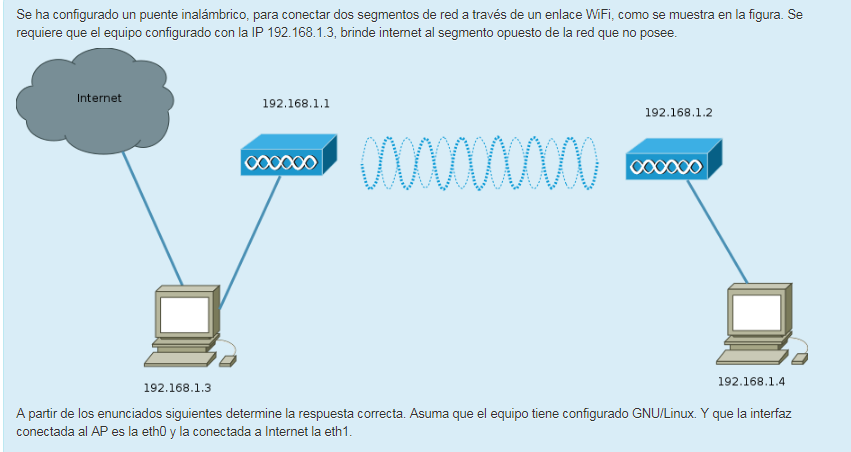 Se ha configurado un puente inalámbrico, para conectar dos segmentos de red a través de un enlace WiFi, como se muestra en la figura. Se
requiere que el equipo configurado con la IP 192.168.1.3, brinde internet al segmento opuesto de la red que no posee.
Internet
192.168.1.1
192.168.1.2
192.168.1.3
192.168.1.4
A partir de los enunciados siguientes determine la respuesta correcta. Asuma que el equipo tiene configurado GNU/Linux. Y que la interfaz
conectada al AP es la eth0 y la conectada a Internet la eth1.